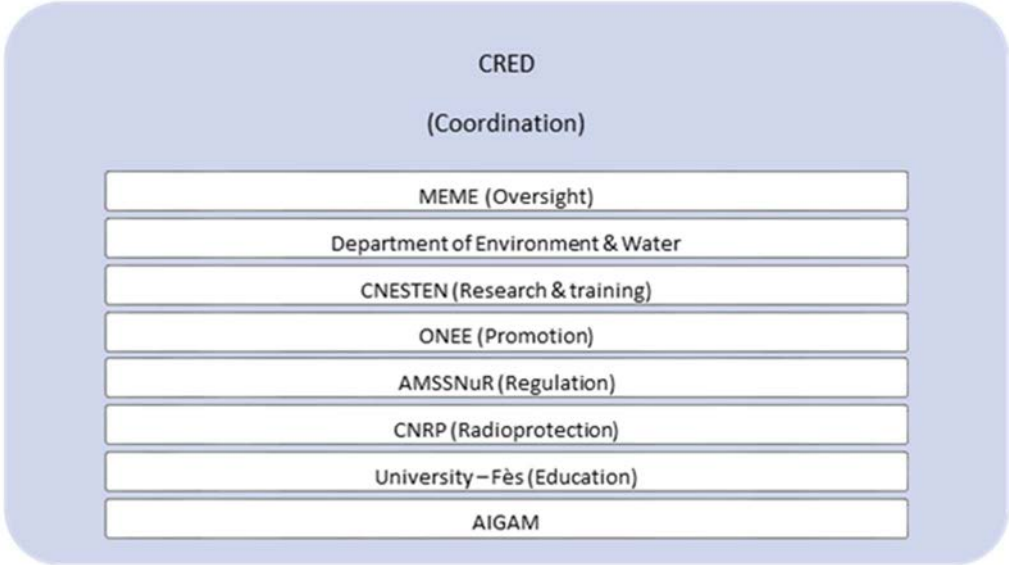 CRED
(Coordination)
MEME (Oversight)
Department of Environment & Water
CNESTEN (Research & training)
ONEE (Promotion)
AMSSNuR (Regulation)
CNRP (Radioprotection)
University – Fès (Education)
AIGAM